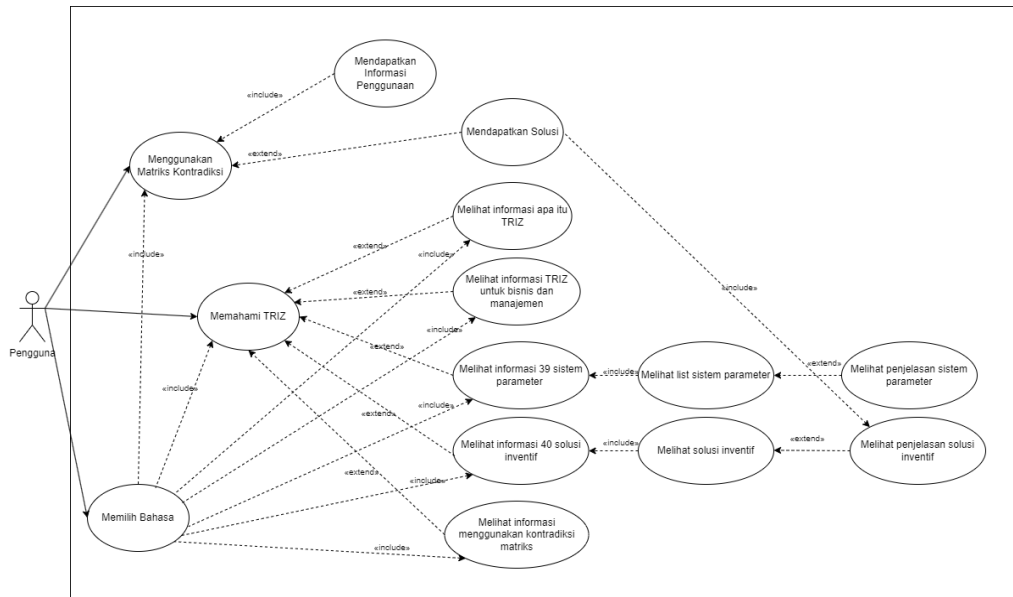 Mendapatkan
Informasi
Penggunaan
«include»
Mendapatkan Solusi
«extend»
Menggunakan
Matriks Kontradiksi
Melihat informasi apa itu
TRIZ
«extend»
«include»
«include»
Melihat informasi TRIZ
untuk bisnis dan
manajemen
«extend»
«include»
Memahami TRIZ
«include»
Pengguna
«extend»
Melihat informasi 39 sistem
parameter
«include»
Melihat list sistem parameter
«extend»
Melihat penjelasan sistem
parameter
«include»
«include»
«extend»
Melihat informasi 40 solusi
inventif
«include»
Melihat solusi inventif
«extend»
Melihat penjelasan solusi
inventif
«extend»
«include»
Memilih Bahasa
Melihat informasi
menggunakan kontradiksi
matriks
«include»